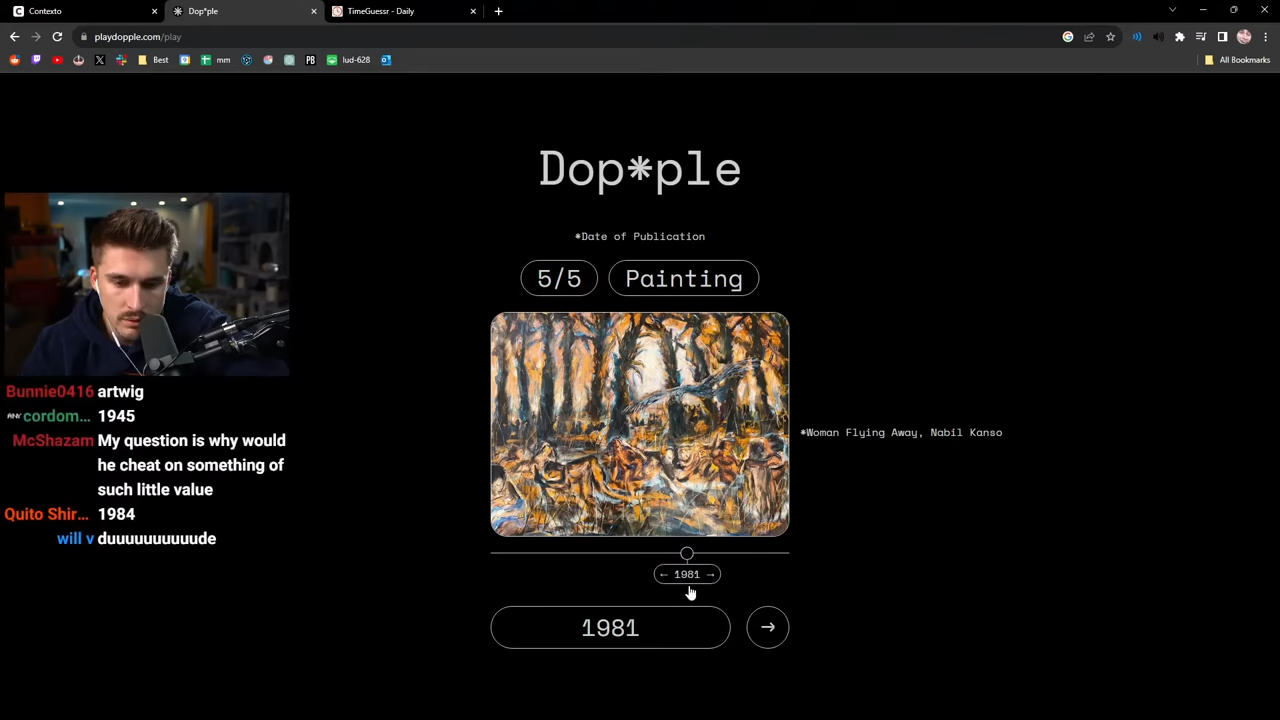 Contexto
Dop*ple
TimeGuessr - Daily
playdopple.com/play
Best
mm
PB
lud-628
All Bookmarks
Dop*ple
*Date of Publication
5/5
Painting
*Woman Flying Away, Nabil Kanso
← 1981 →
1981
→
Bunnie0416 artwig
cordom... 1945
McShazam My question is why would
he cheat on something of
such little value
Quito Shir... 1984
will v duuuuuuuuuude